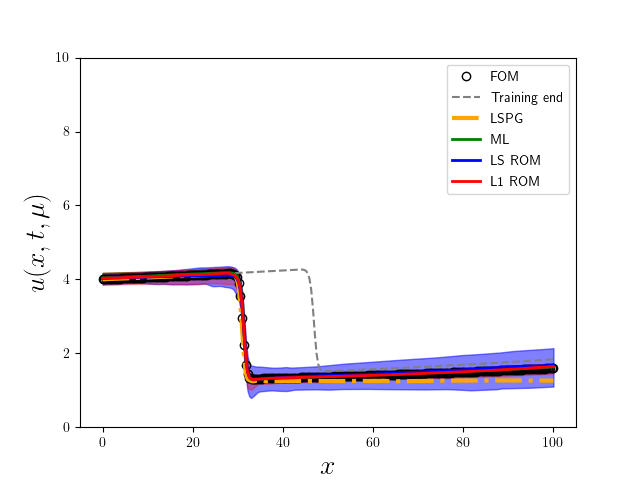 10
8
6
4
2
0
u(x, t, μ)
0 20 40 60 80 100
x
FOM
Training end
LSPG
ML
LS ROM
L1 ROM